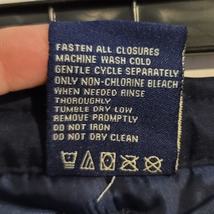 FASTEN ALL CLOSURES
MACHINE WASH COLD
GENTLE CYCLE SEPARATELY
ONLY NON-CHLORINE BLEACH
WHEN NEEDED RINSE
THOROUGHLY
TUMBLE DRY LOW
REMOVE PROMPTLY
DO NOT IRON
DO NOT DRY CLEAN